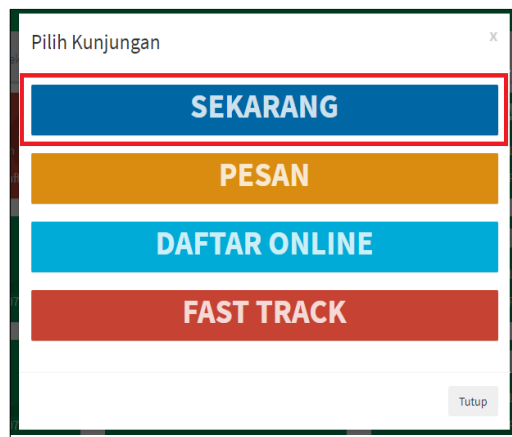 Pilih Kunjungan
X
SEKARANG
PESAN
DAFTAR ONLINE
FAST TRACK
Tutup